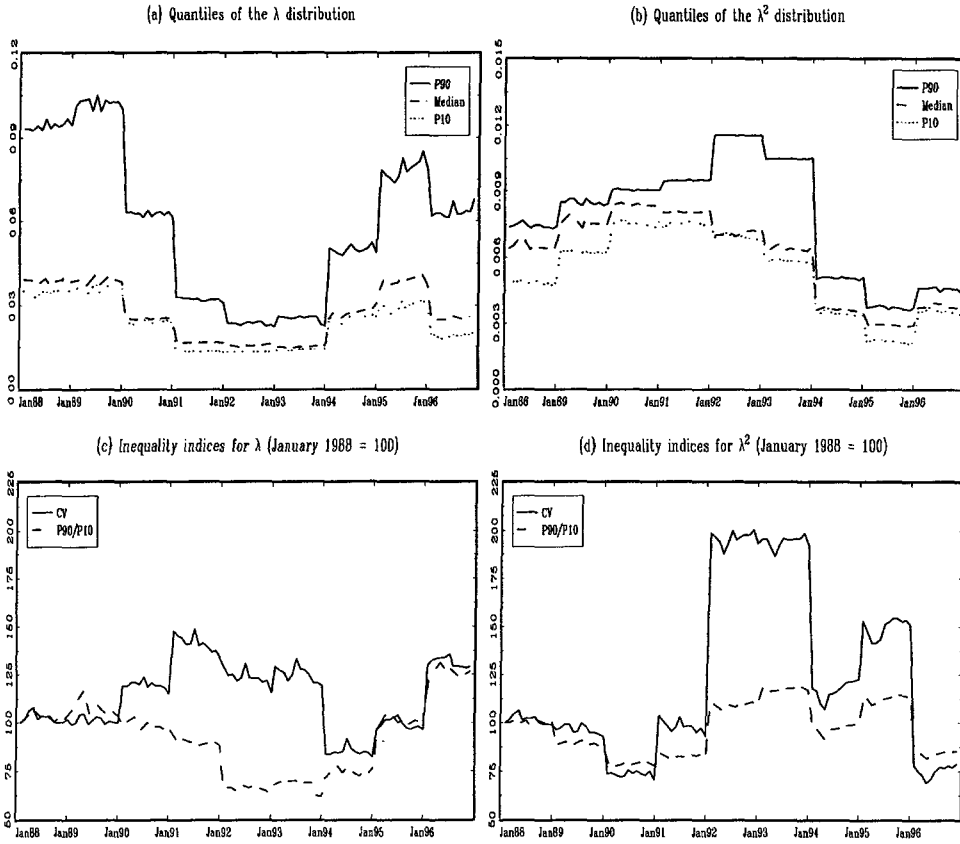 (a) Quantiles of the λ distribution
0.12
0.09
0.06
0.03
0.00
P90
Median
P10
Jan88 Jan89 Jan90 Jan91 Jan92 Jan93 Jan94 Jan95 Jan96
(b) Quantiles of the λ² distribution
0.015
0.012
0.009
0.006
0.003
0.000
P90
Median
P10
Jan88 Jan89 Jan90 Jan91 Jan92 Jan93 Jan94 Jan95 Jan96
(c) Inequality indices for λ (January 1988 = 100)
225
200
175
150
125
100
75
50
CV
P90/P10
Jan88 Jan89 Jan90 Jan91 Jan92 Jan93 Jan94 Jan95 Jan96
(d) Inequality indices for λ² (January 1988 = 100)
225
200
175
150
125
100
75
50
CV
P90/P10
Jan88 Jan89 Jan90 Jan91 Jan92 Jan93 Jan94 Jan95 Jan96